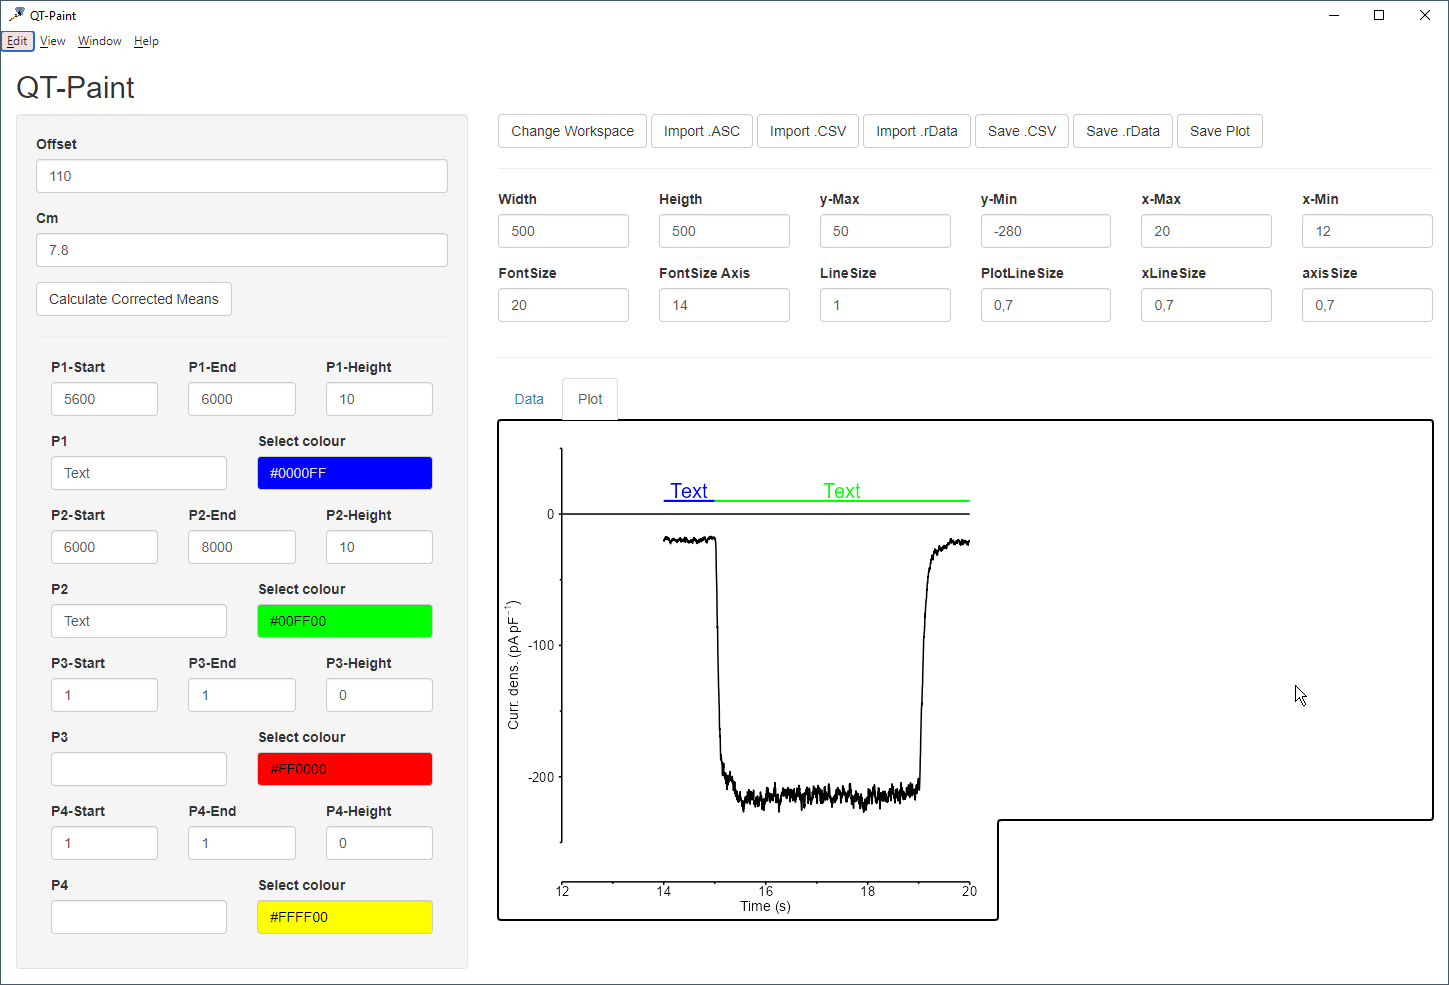 QT-Paint
Edit View Window Help
QT-Paint
Offset
110
Cm
7.8
Calculate Corrected Means
P1-Start P1-End P1-Height
5600 6000 10
P1 Select colour
Text #0000FF
P2-Start P2-End P2-Height
6000 8000 10
P2 Select colour
Text #00FF00
P3-Start P3-End P3-Height
1 1 0
P3 Select colour
#FF0000
P4-Start P4-End P4-Height
1 1 0
P4 Select colour
#FFFF00
Change Workspace Import .ASC Import .CSV Import .rData Save .CSV Save .rData Save Plot
Width Heigth y-Max y-Min x-Max x-Min
500 500 50 -280 20 12
FontSize FontSize Axis LineSize PlotLineSize xLineSize axisSize
20 14 1 0,7 0,7 0,7
Data Plot
Text Text
0
-100
-200
Curr. dens. (pA pF⁻¹)
12 14 16 18 20
Time (s)